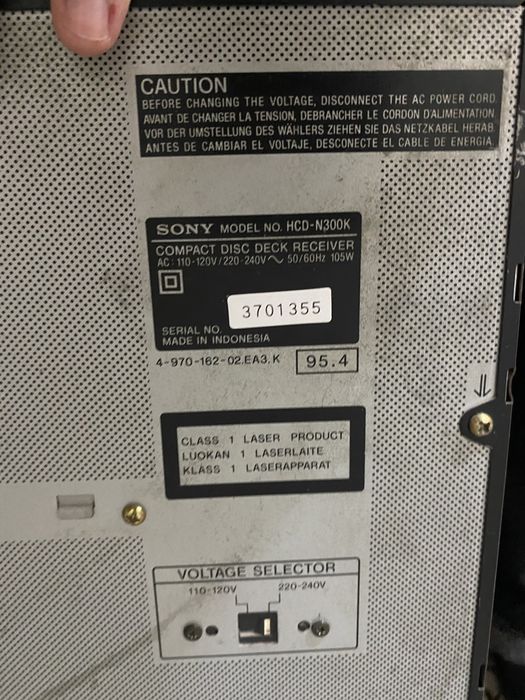 CAUTION
BEFORE CHANGING THE VOLTAGE, DISCONNECT THE AC POWER CORD.
AVANT DE CHANGER LA TENSION, DEBRANCHER LE CORDON D'ALIMENTATION.
VOR DER UMSTELLUNG DES WÄHLERS ZIEHEN SIE DAS NETZKABEL HERAB.
ANTES DE CAMBIAR EL VOLTAJE, DESCONECTE EL CABLE DE ENERGIA.
SONY MODEL NO. HCD-N300K
COMPACT DISC DECK RECEIVER
AC: 110-120V/220-240V ~ 50/60Hz 105W
3701355
SERIAL NO.
MADE IN INDONESIA
4-970-162-02.EA3.K 95.4
CLASS 1 LASER PRODUCT
LUOKAN 1 LASERLAITE
KLASS 1 LASERAPPARAT
VOLTAGE SELECTOR
110-120V 220-240V